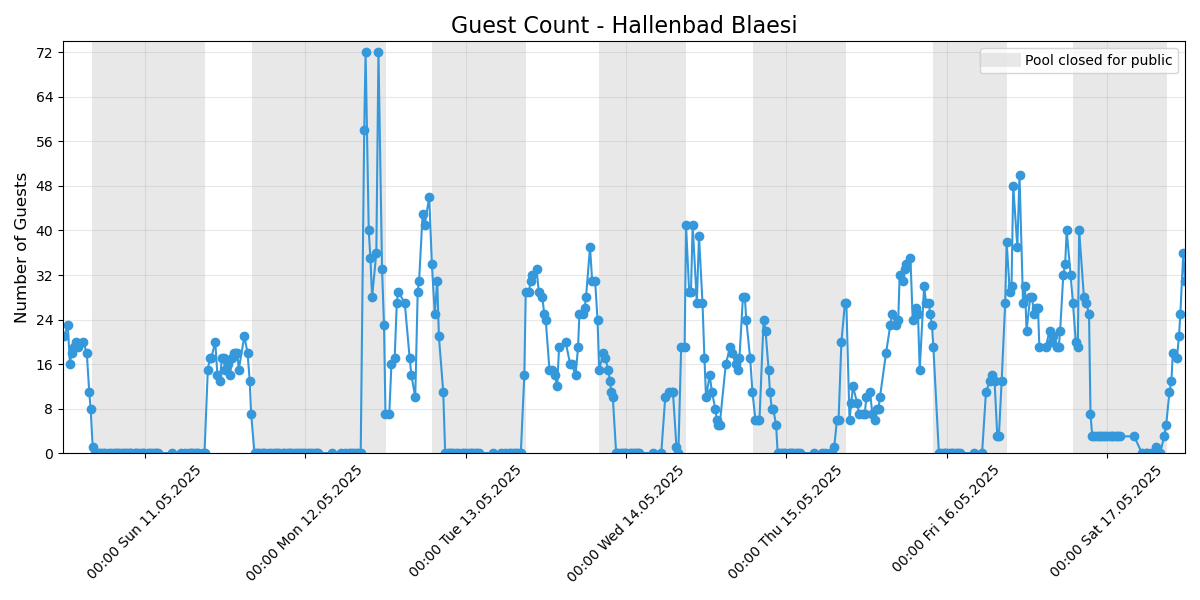 Guest Count - Hallenbad Blaesi
Pool closed for public
Number of Guests
72
64
56
48
40
32
24
16
8
0
00:00 Sun 11.05.2025
00:00 Mon 12.05.2025
00:00 Tue 13.05.2025
00:00 Wed 14.05.2025
00:00 Thu 15.05.2025
00:00 Fri 16.05.2025
00:00 Sat 17.05.2025